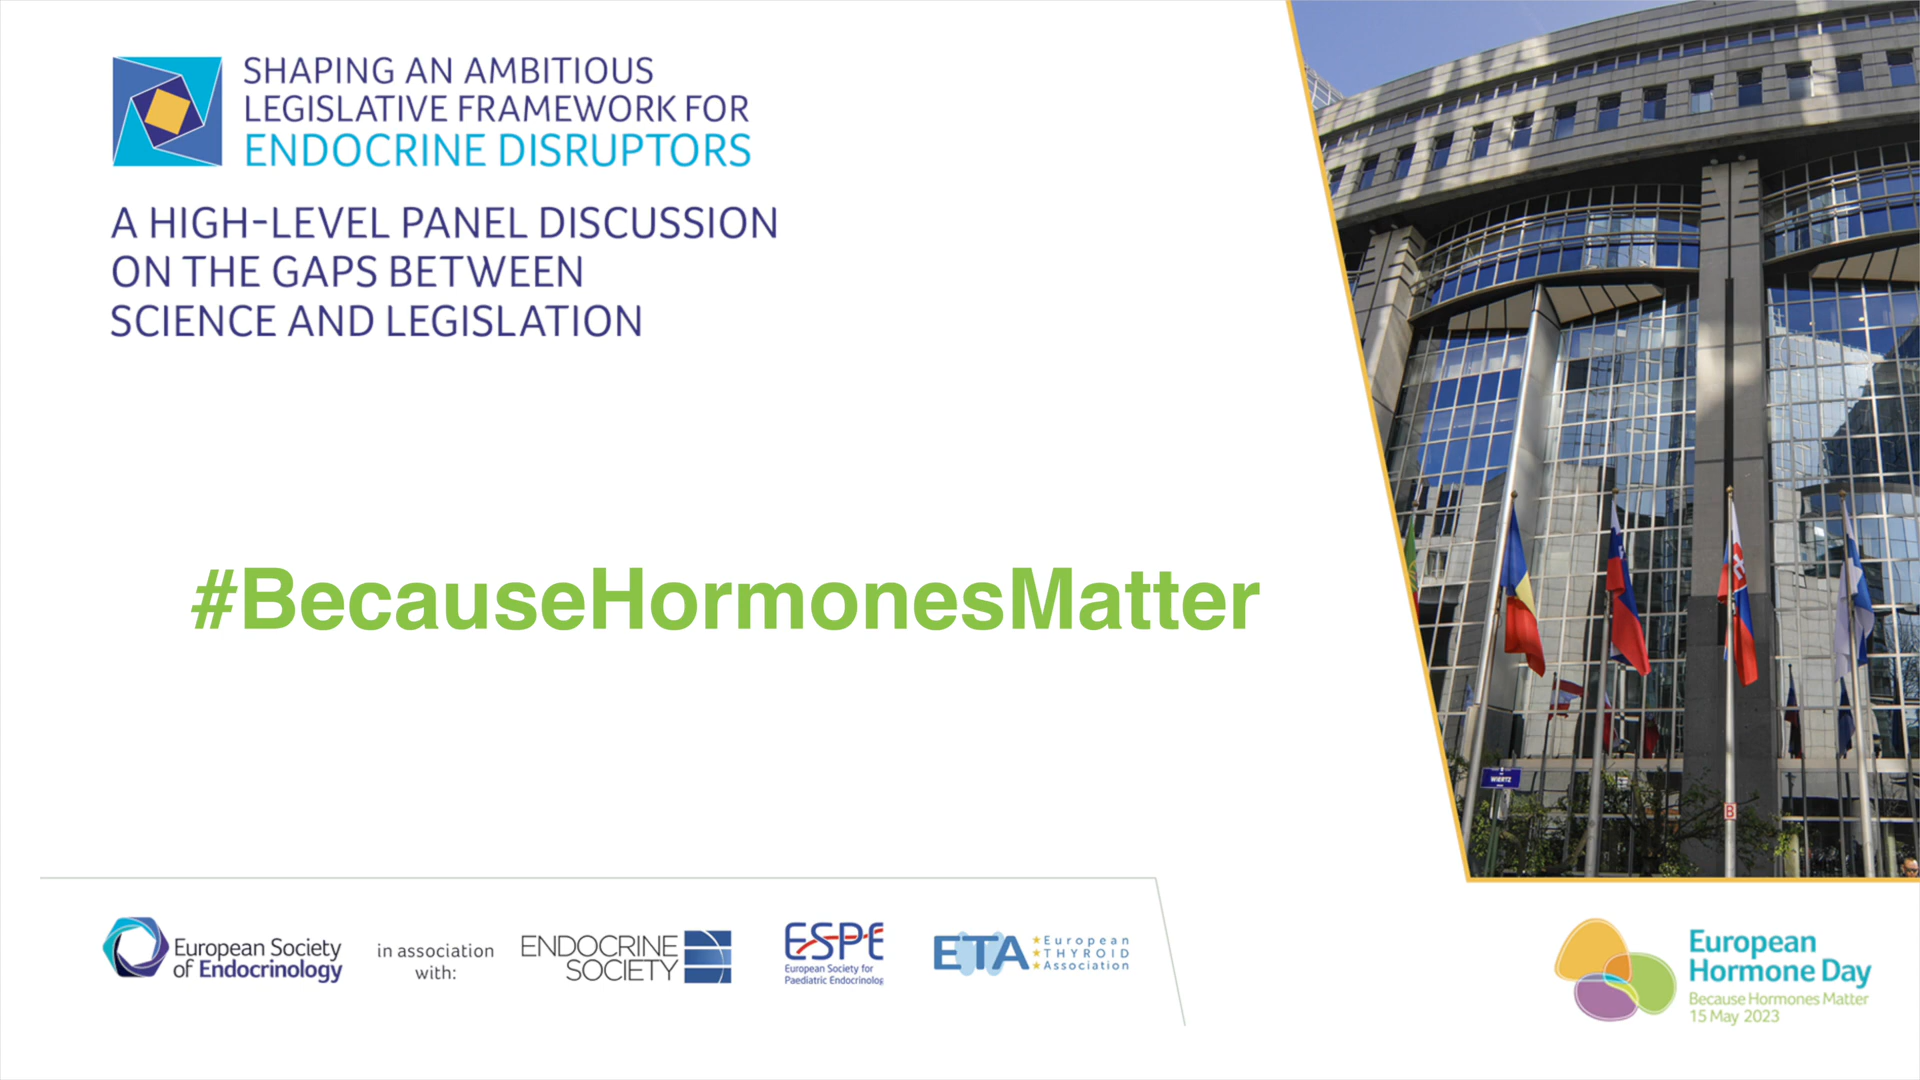 SHAPING AN AMBITIOUS
LEGISLATIVE FRAMEWORK FOR
ENDOCRINE DISRUPTORS
A HIGH-LEVEL PANEL DISCUSSION
ON THE GAPS BETWEEN
SCIENCE AND LEGISLATION
#BecauseHormonesMatter
WIERTZ
B
European Society
of Endocrinology
in association
with:
ENDOCRINE
SOCIETY
ESPE
European Society for
Paediatric Endocrinolog
ETA
European
THYROID
Association
European
Hormone Day
Because Hormones Matter
15 May 2023